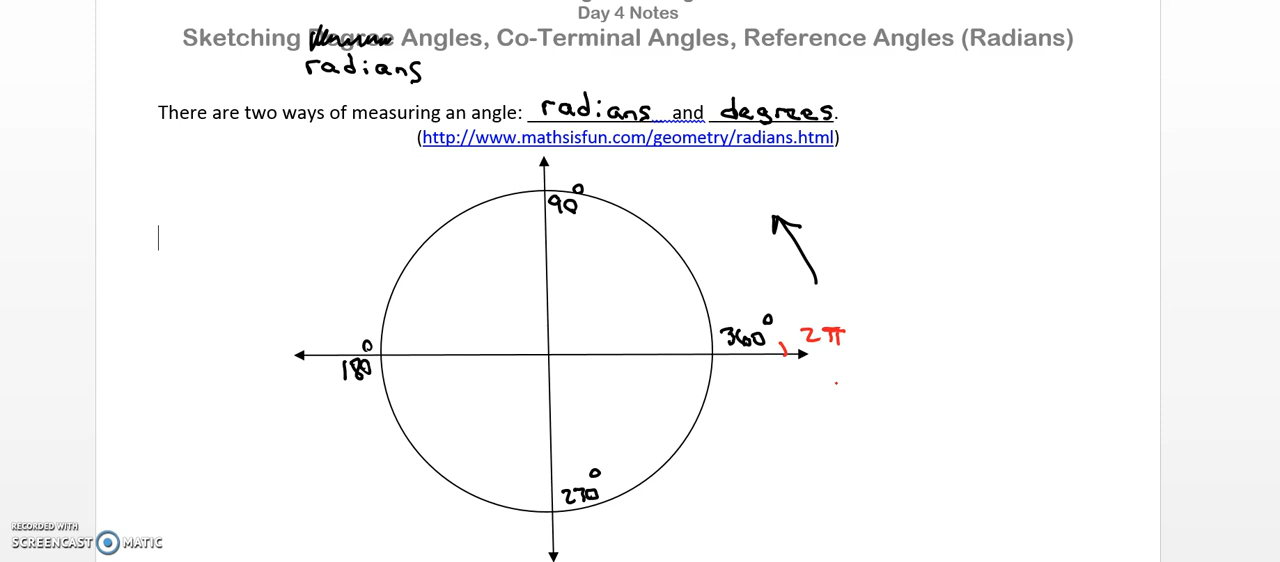 Day 4 Notes
Sketching Angles, Co-Terminal Angles, Reference Angles (Radians)
radians
There are two ways of measuring an angle: radians and degrees.
(http://www.mathsisfun.com/geometry/radians.html)
90°
360°, 2π
180°
270°
RECORDED WITH
SCREENCAST MATIC